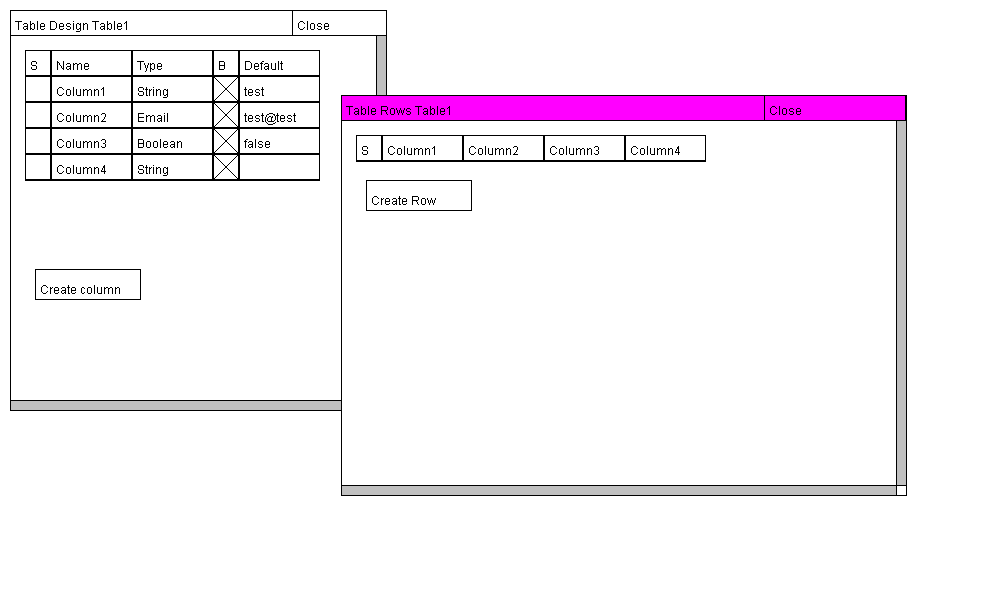 Table Design Table1 Close
S Name Type B Default
Column1 String test
Column2 Email test@test
Column3 Boolean false
Column4 String
Create column
Table Rows Table1 Close
S Column1 Column2 Column3 Column4
Create Row